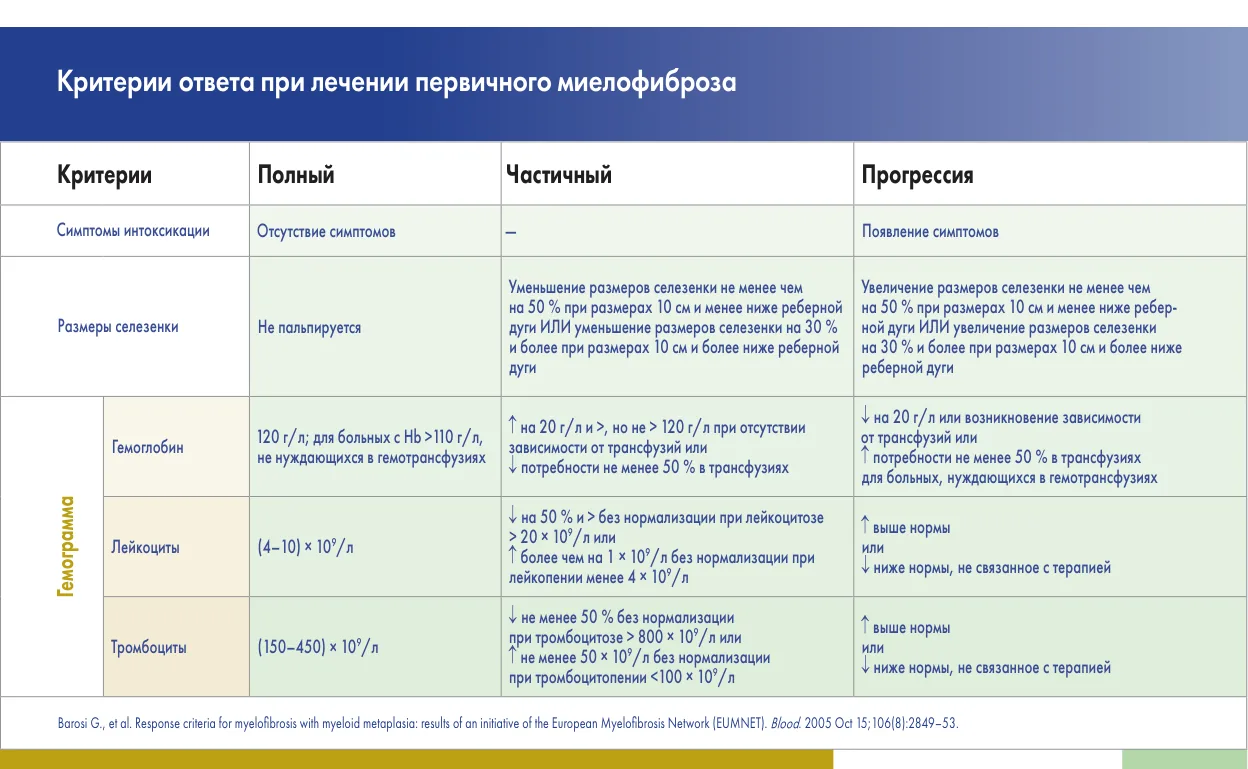 Критерии ответа при лечении первичного миелофиброза
Критерии
Полный
Частичный
Прогрессия
Симптомы интоксикации
Отсутствие симптомов
—
Появление симптомов
Размеры селезенки
Не пальпируется
Уменьшение размеров селезенки не менее чем
на 50 % при размерах 10 см и менее ниже реберной
дуги ИЛИ уменьшение размеров селезенки на 30 %
и более при размерах 10 см и более ниже реберной
дуги
Увеличение размеров селезенки не менее чем
на 50 % при размерах 10 см и менее ниже ребер-
ной дуги ИЛИ увеличение размеров селезенки
на 30 % и более при размерах 10 см и более ниже
реберной дуги
Гемограмма
Гемоглобин
120 г/л; для больных с Hb >110 г/л,
не нуждающихся в гемотрансфузиях
↑ на 20 г/л и >, но не > 120 г/л при отсутствии
зависимости от трансфузий или
↓ потребности не менее 50 % в трансфузиях
↓ на 20 г/л или возникновение зависимости
от трансфузий или
↑ потребности не менее 50 % в трансфузиях
для больных, нуждающихся в гемотрансфузиях
Лейкоциты
(4–10) × 10⁹/л
↓ на 50 % и > без нормализации при лейкоцитозе
> 20 × 10⁹/л или
↑ более чем на 1 × 10⁹/л без нормализации при
лейкопении менее 4 × 10⁹/л
↑ выше нормы
или
↓ ниже нормы, не связанное с терапией
Тромбоциты
(150–450) × 10⁹/л
↓ не менее 50 % без нормализации
при тромбоцитозе > 800 × 10⁹/л или
↑ не менее 50 × 10⁹/л без нормализации
при тромбоцитопении <100 × 10⁹/л
↑ выше нормы
или
↓ ниже нормы, не связанное с терапией
Barosi G., et al. Response criteria for myelofibrosis with myeloid metaplasia: results of an initiative of the European Myelofibrosis Network (EUMNET). Blood. 2005 Oct 15;106(8):2849–53.